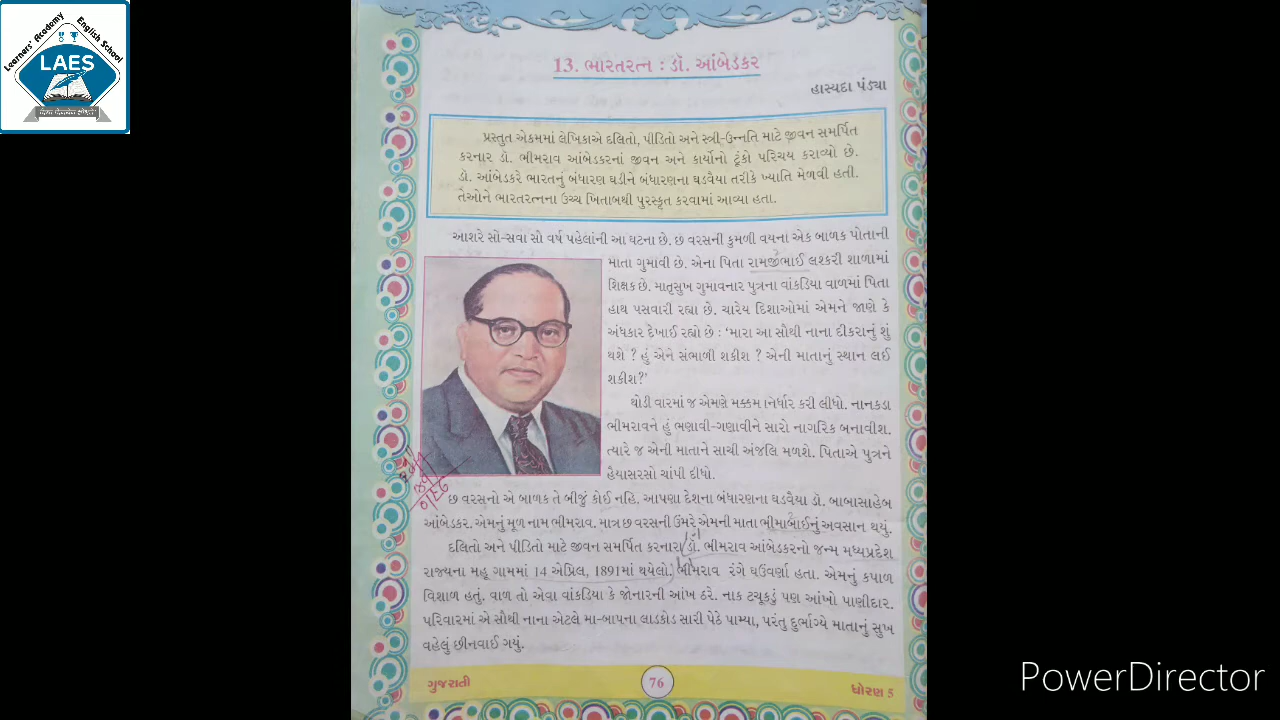 Learners' Academy English School
LAES
13. ભારતરત્ન : ડૉ. આંબેડકર
હાસ્યદા પંડ્યા
પ્રસ્તુત એકમમાં લેખિકાએ દલિતો, પીડિતો અને સ્ત્રી-ઉન્નતિ માટે જીવન સમર્પિત
કરનાર ડૉ. ભીમરાવ આંબેડકરનાં જીવન અને કાર્યોનો ટૂંકો પરિચય કરાવ્યો છે.
ડો. આંબેડકરે ભારતનું બંધારણ ઘડીને બંધારણના ઘડવૈયા તરીકે ખ્યાતિ મેળવી હતી.
તેઓને ભારતરત્નના ઉચ્ચ ખિતાબથી પુરસ્કૃત કરવામાં આવ્યા હતા.
આશરે સો-સવા સો વર્ષ પહેલાંની આ ઘટના છે. છ વરસની કુમળી વયના એક બાળક પોતાની
માતા ગુમાવી છે. એના પિતા રામજીભાઈ લશ્કરી શાળામાં
શિક્ષક છે. માતૃસુખ ગુમાવનાર પુત્રના વાંકડિયા વાળમાં પિતા
હાથ પસવારી રહ્યા છે. ચારેય દિશાઓમાં એમને જાણે કે
અંધકાર દેખાઈ રહ્યો છે : 'મારા આ સૌથી નાના દીકરાનું શું
થશે ? હું એને સંભાળી શકીશ ? એની માતાનું સ્થાન લઈ
શકીશ?'
થોડી વારમાં જ એમણે મક્કમ નિર્ધાર કરી લીધો. નાનકડા
ભીમરાવને હું ભણાવી-ગણાવીને સારો નાગરિક બનાવીશ.
ત્યારે જ એની માતાને સાચી અંજલિ મળશે. પિતાએ પુત્રને
હૈયાસરસો ચાંપી દીધો.
છ વરસનો એ બાળક તે બીજું કોઈ નહિ. આપણા દેશના બંધારણના ઘડવૈયા ડૉ. બાબાસાહેબ
આંબેડકર. એમનું મૂળ નામ ભીમરાવ. માત્ર છ વરસની ઉંમરે એમની માતા ભીમાબાઈનું અવસાન થયું.
દલિતો અને પીડિતો માટે જીવન સમર્પિત કરનારા ડૉ. ભીમરાવ આંબેડકરનો જન્મ મધ્યપ્રદેશ
રાજ્યના મહૂ ગામમાં 14 એપ્રિલ, 1891માં થયેલો. ભીમરાવ રંગે ઘઉંવર્ણા હતા. એમનું કપાળ
વિશાળ હતું. વાળ તો એવા વાંકડિયા કે જોનારની આંખ ઠરે. નાક ટચૂકડું પણ આંખો પાણીદાર.
પરિવારમાં એ સૌથી નાના એટલે મા-બાપના લાડકોડ સારી પેઠે પામ્યા, પરંતુ દુર્ભાગ્યે માતાનું સુખ
વહેલું છીનવાઈ ગયું.
ગુજરાતી
76
ધોરણ 5
PowerDirector